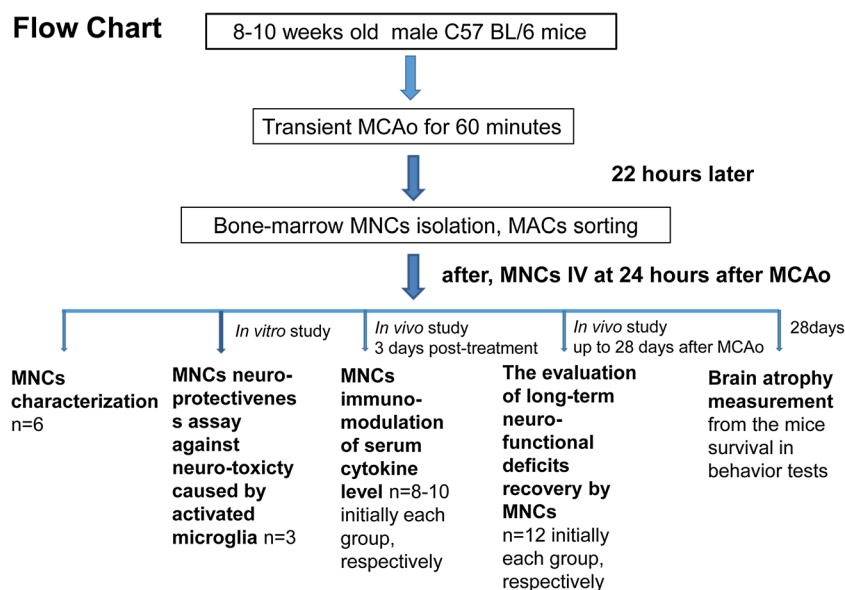 Flow Chart
8-10 weeks old male C57 BL/6 mice
Transient MCAo for 60 minutes
22 hours later
Bone-marrow MNCs isolation, MACs sorting
after, MNCs IV at 24 hours after MCAo
In vitro study
In vivo study
3 days post-treatment
In vivo study
up to 28 days after MCAo
28days
MNCs
characterization
n=6
MNCs neuro-
protectivenes
s assay
against
neuro-toxicty
caused by
activated
microglia n=3
MNCs
immuno-
modulation
of serum
cytokine
level n=8-10
initially each
group,
respectively
The evaluation
of long-term
neuro-
functional
deficits
recovery by
MNCs
n=12 initially
each group,
respectively
Brain atrophy
measurement
from the mice
survival in
behavior tests